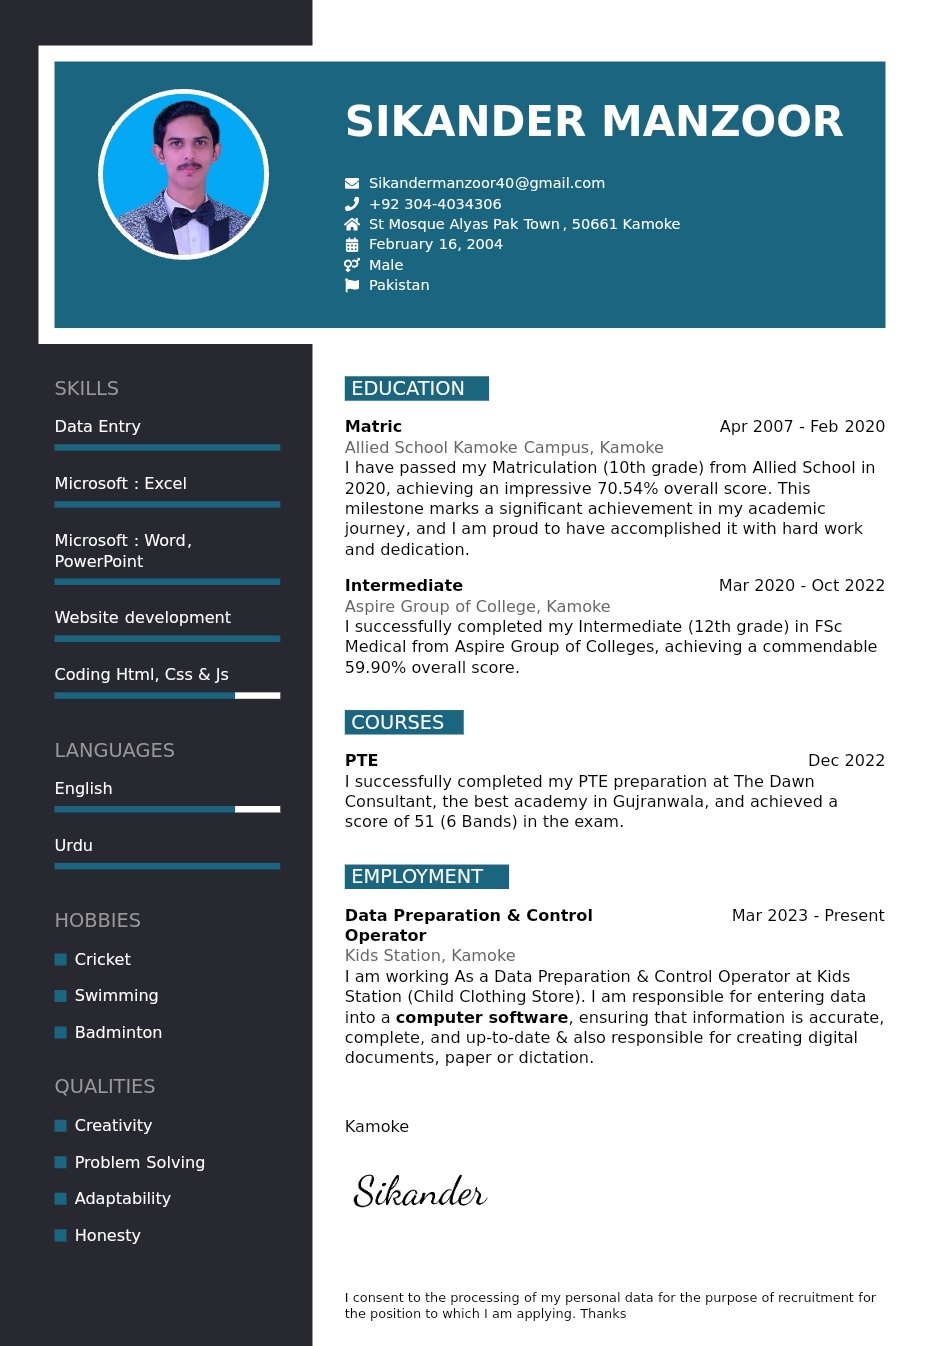 SIKANDER MANZOOR
Sikandermanzoor40@gmail.com
+92 304-4034306
St Mosque Alyas Pak Town , 50661 Kamoke
February 16, 2004
Male
Pakistan
SKILLS
Data Entry
Microsoft : Excel
Microsoft : Word,
PowerPoint
Website development
Coding Html, Css & Js
LANGUAGES
English
Urdu
HOBBIES
Cricket
Swimming
Badminton
QUALITIES
Creativity
Problem Solving
Adaptability
Honesty
EDUCATION
Matric Apr 2007 - Feb 2020
Allied School Kamoke Campus, Kamoke
I have passed my Matriculation (10th grade) from Allied School in
2020, achieving an impressive 70.54% overall score. This
milestone marks a significant achievement in my academic
journey, and I am proud to have accomplished it with hard work
and dedication.
Intermediate Mar 2020 - Oct 2022
Aspire Group of College, Kamoke
I successfully completed my Intermediate (12th grade) in FSc
Medical from Aspire Group of Colleges, achieving a commendable
59.90% overall score.
COURSES
PTE Dec 2022
I successfully completed my PTE preparation at The Dawn
Consultant, the best academy in Gujranwala, and achieved a
score of 51 (6 Bands) in the exam.
EMPLOYMENT
Data Preparation & Control Mar 2023 - Present
Operator
Kids Station, Kamoke
I am working As a Data Preparation & Control Operator at Kids
Station (Child Clothing Store). I am responsible for entering data
into a computer software, ensuring that information is accurate,
complete, and up-to-date & also responsible for creating digital
documents, paper or dictation.
Kamoke
Sikander
I consent to the processing of my personal data for the purpose of recruitment for
the position to which I am applying. Thanks